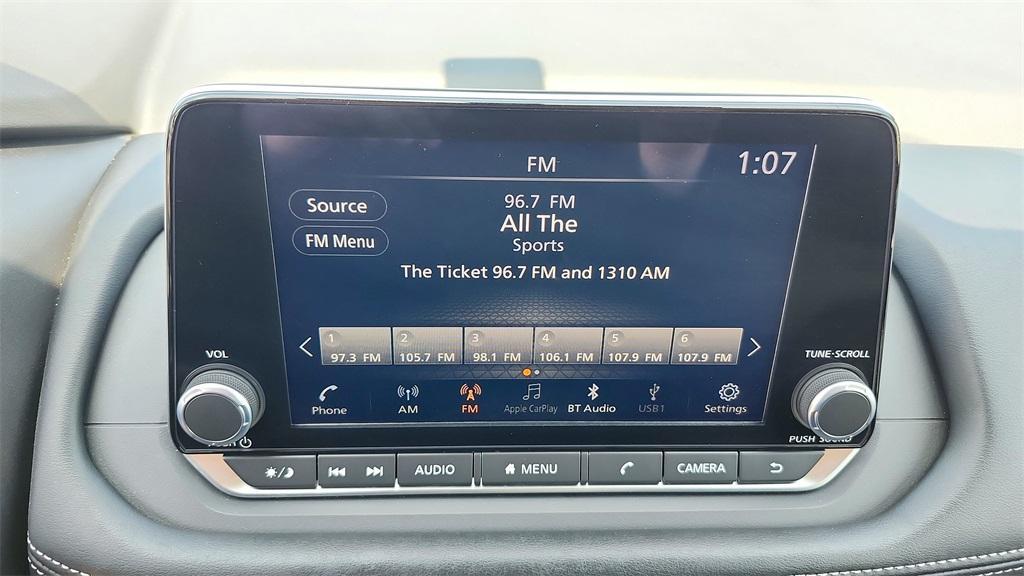 FM 1:07
Source
FM Menu
96.7 FM
All The
Sports
The Ticket 96.7 FM and 1310 AM
1 2 3 4 5 6
97.3 FM 105.7 FM 98.1 FM 106.1 FM 107.9 FM 107.9 FM
Phone AM FM Apple CarPlay BT Audio USB1 Settings
VOL
TUNE·SCROLL
PUSH
PUSH SOUND
AUDIO MENU CAMERA